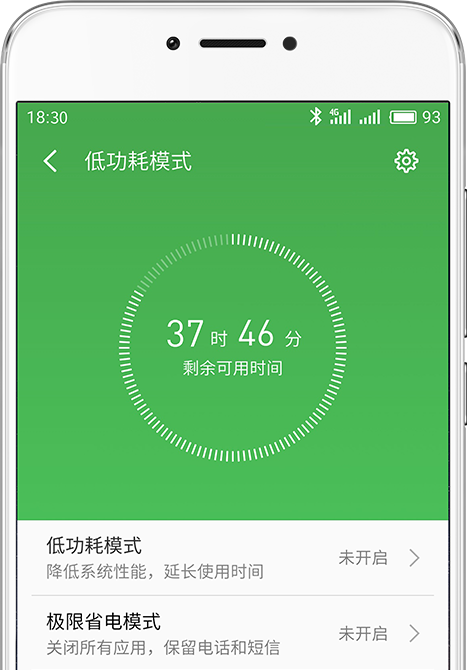 18:30 4G 93
低功耗模式
37 时 46 分
剩余可用时间
低功耗模式
降低系统性能，延长使用时间
未开启
极限省电模式
关闭所有应用，保留电话和短信
未开启